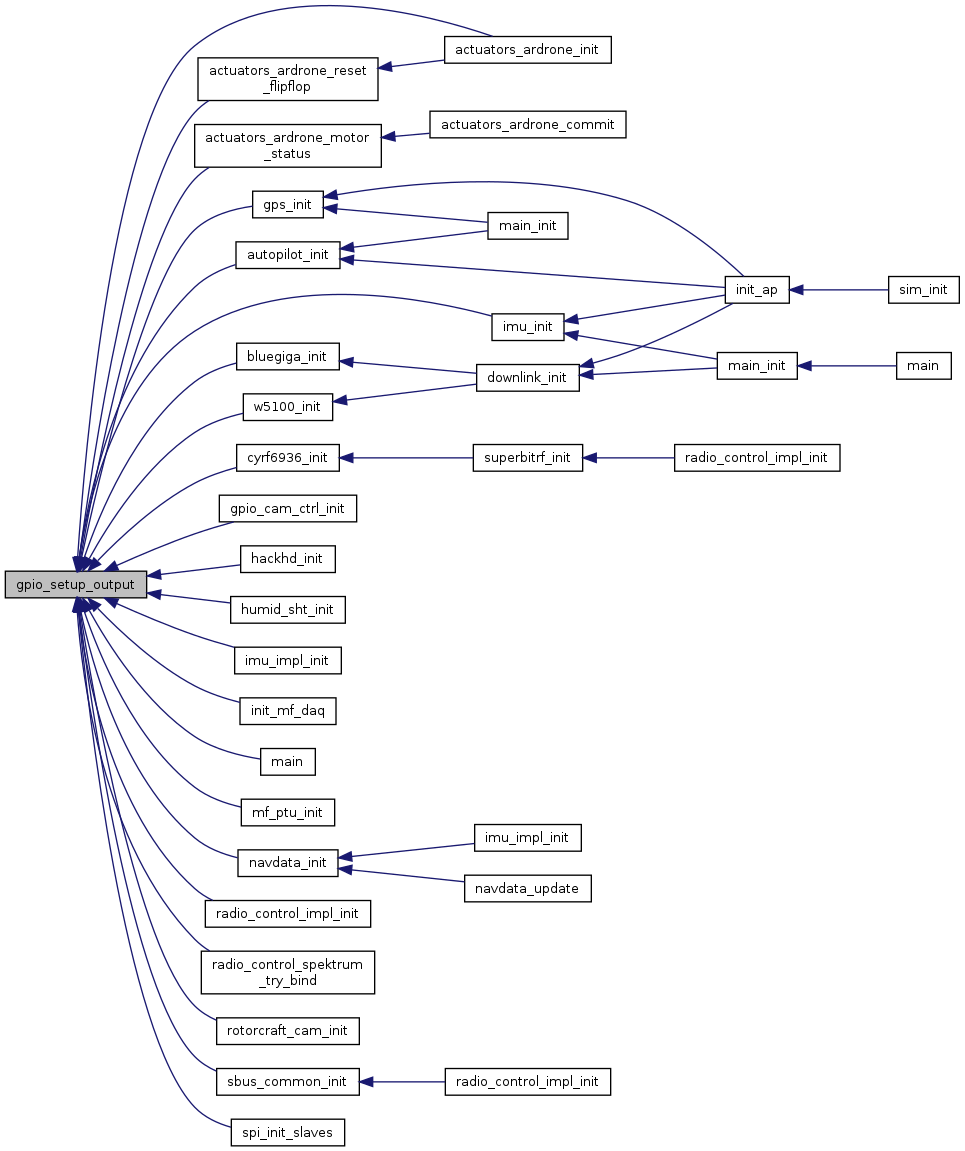 actuators_ardrone_init
actuators_ardrone_reset
_flipflop
actuators_ardrone_commit
actuators_ardrone_motor
_status
gps_init
main_init
autopilot_init
init_ap
sim_init
imu_init
bluegiga_init
main_init
main
downlink_init
w5100_init
cyrf6936_init
superbitrf_init
radio_control_impl_init
gpio_cam_ctrl_init
hackhd_init
gpio_setup_output
humid_sht_init
imu_impl_init
init_mf_daq
main
mf_ptu_init
imu_impl_init
navdata_init
navdata_update
radio_control_impl_init
radio_control_spektrum
_try_bind
rotorcraft_cam_init
sbus_common_init
radio_control_impl_init
spi_init_slaves